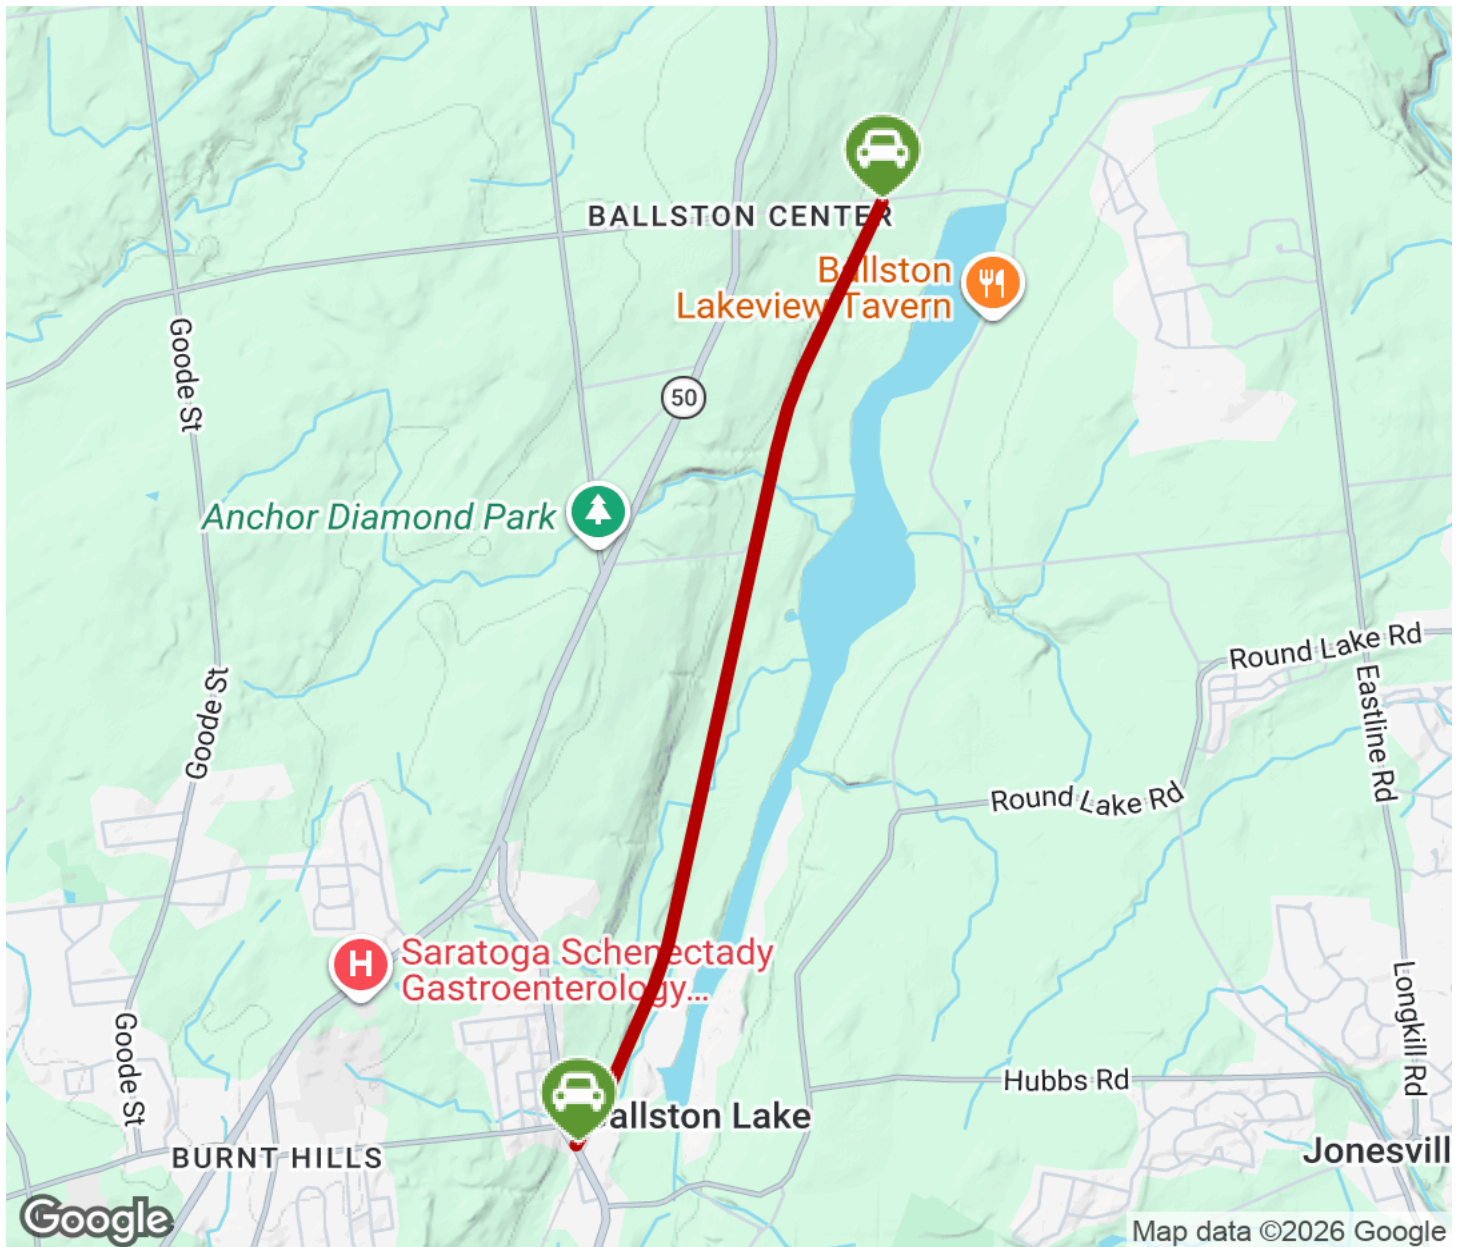 BALLSTON CENTER
Ballston
Lakeview Tavern
Goode St
50
Anchor Diamond Park
Round Lake Rd
Goode St
Eastline Rd
Round Lake Rd
H
Saratoga Schenectady
Gastroenterology...
Longkill Rd
Goode St
Hubbs Rd
allston Lake
BURNT HILLS
Jonesvill
Google
Map data ©2026 Google